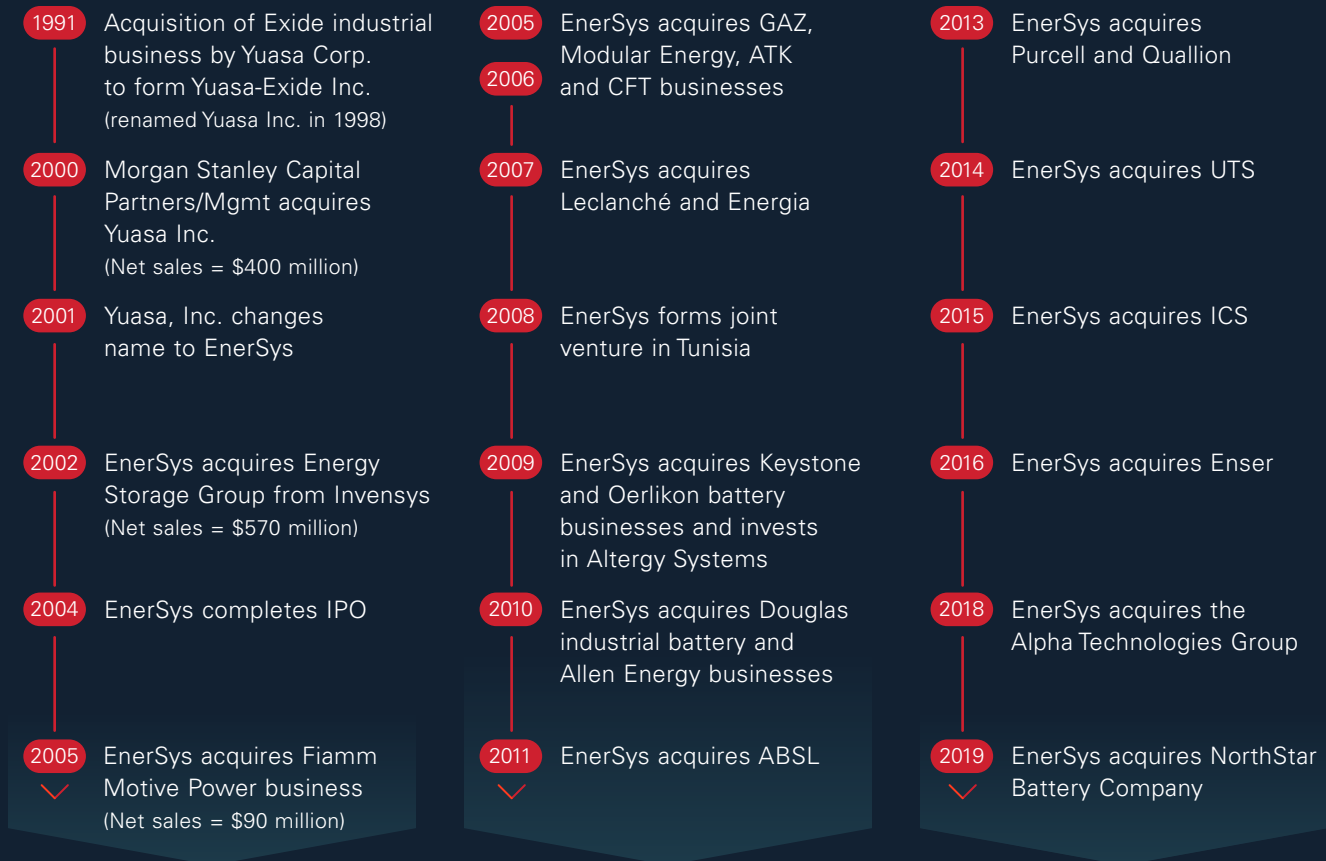 1991
Acquisition of Exide industrial
business by Yuasa Corp.
to form Yuasa-Exide Inc.
(renamed Yuasa Inc. in 1998)
2000
Morgan Stanley Capital
Partners/Mgmt acquires
Yuasa Inc.
(Net sales = $400 million)
2001
Yuasa, Inc. changes
name to EnerSys
2002
EnerSys acquires Energy
Storage Group from Invensys
(Net sales = $570 million)
2004
EnerSys completes IPO
2005
EnerSys acquires Fiamm
Motive Power business
(Net sales = $90 million)
2005
2006
EnerSys acquires GAZ,
Modular Energy, ATK
and CFT businesses
2007
EnerSys acquires
Leclanché and Energia
2008
EnerSys forms joint
venture in Tunisia
2009
EnerSys acquires Keystone
and Oerlikon battery
businesses and invests
in Altergy Systems
2010
EnerSys acquires Douglas
industrial battery and
Allen Energy businesses
2011
EnerSys acquires ABSL
2013
EnerSys acquires
Purcell and Quallion
2014
EnerSys acquires UTS
2015
EnerSys acquires ICS
2016
EnerSys acquires Enser
2018
EnerSys acquires the
Alpha Technologies Group
2019
EnerSys acquires NorthStar
Battery Company